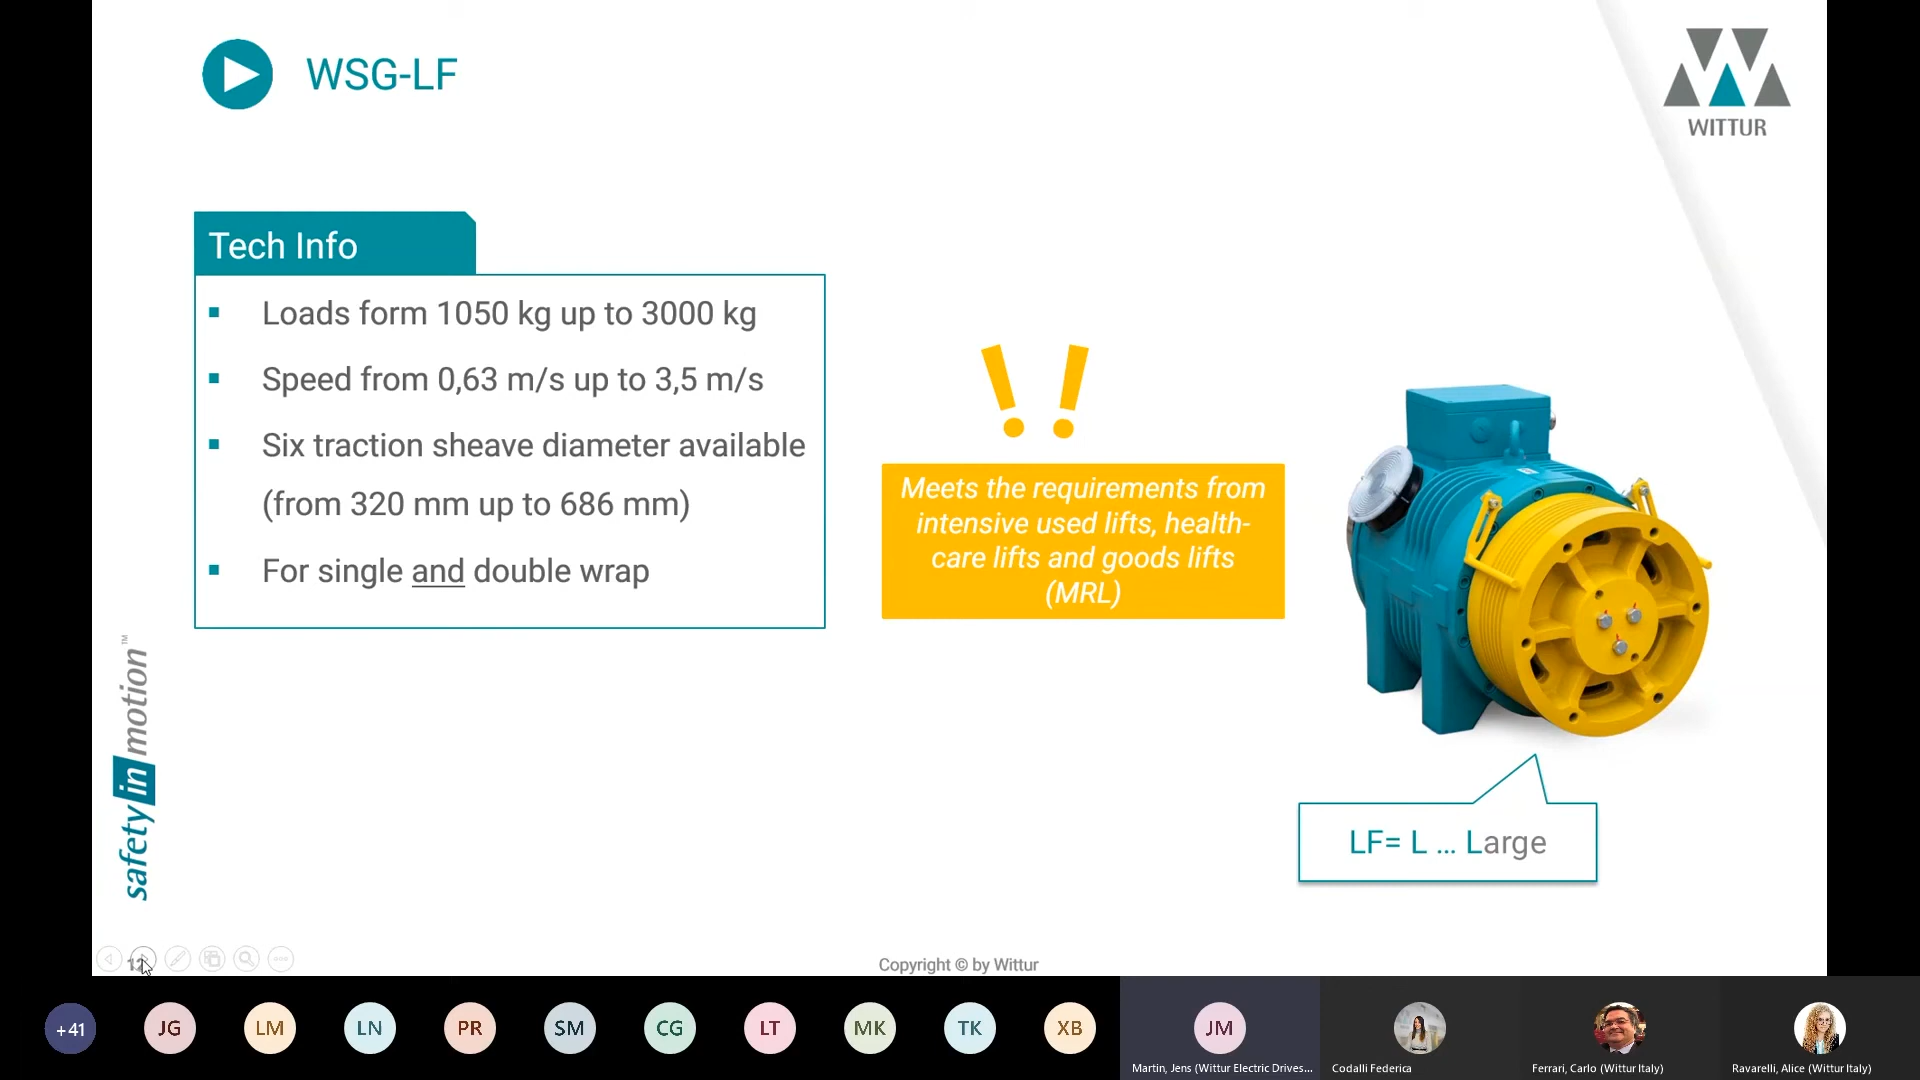 WSG-LF
WITTUR
Tech Info
▪ Loads form 1050 kg up to 3000 kg
▪ Speed from 0,63 m/s up to 3,5 m/s
▪ Six traction sheave diameter available
(from 320 mm up to 686 mm)
▪ For single and double wrap
Meets the requirements from
intensive used lifts, health-
care lifts and goods lifts
(MRL)
LF= L ... Large
safety in motion™
Copyright © by Wittur
+41
JG
LM
LN
PR
SM
CG
LT
MK
TK
XB
JM
Martin, Jens (Wittur Electric Drives...
Codalli Federica
Ferrari, Carlo (Wittur Italy)
Ravarelli, Alice (Wittur Italy)